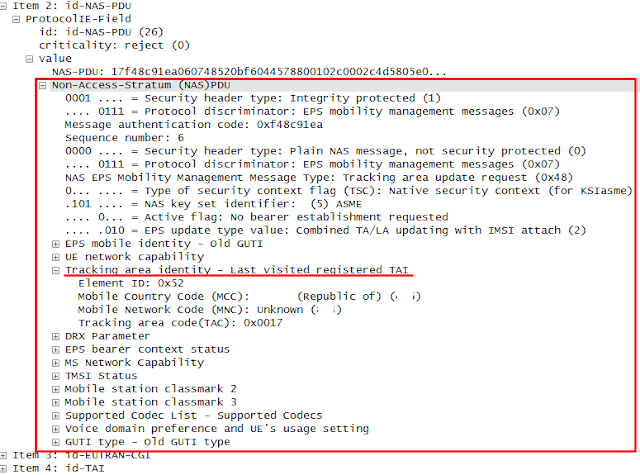 Item 2: id-NAS-PDU
ProtocolIE-Field
id: id-NAS-PDU (26)
criticality: reject (0)
value
NAS-PDU: 17f48c91ea060748520bf6044578800102c0002c4d5805e0...
Non-Access-Stratum (NAS)PDU
0001 .... = Security header type: Integrity protected (1)
.... 0111 = Protocol discriminator: EPS mobility management messages (0x07)
Message authentication code: 0xf48c91ea
Sequence number: 6
0000 .... = Security header type: Plain NAS message, not security protected (0)
.... 0111 = Protocol discriminator: EPS mobility management messages (0x07)
NAS EPS Mobility Management Message Type: Tracking area update request (0x48)
0... .... = Type of security context flag (TSC): Native security context (for KSIasme)
.101 .... = NAS key set identifier:  (5) ASME
.... 0... = Active flag: No bearer establishment requested
.... .010 = EPS update type value: Combined TA/LA updating with IMSI attach (2)
EPS mobile identity - Old GUTI
UE network capability
Tracking area identity - Last visited registered TAI
Element ID: 0x52
Mobile Country Code (MCC): (Republic of) ( )
Mobile Network Code (MNC): Unknown ( )
Tracking area code(TAC): 0x0017
DRX Parameter
EPS bearer context status
MS Network Capability
TMSI Status
Mobile station classmark 2
Mobile station classmark 3
Supported Codec List - Supported Codecs
Voice domain preference and UE's usage setting
GUTI type - Old GUTI type
Item 3: id-EUTRAN-CGI
Item 4: id-TAI